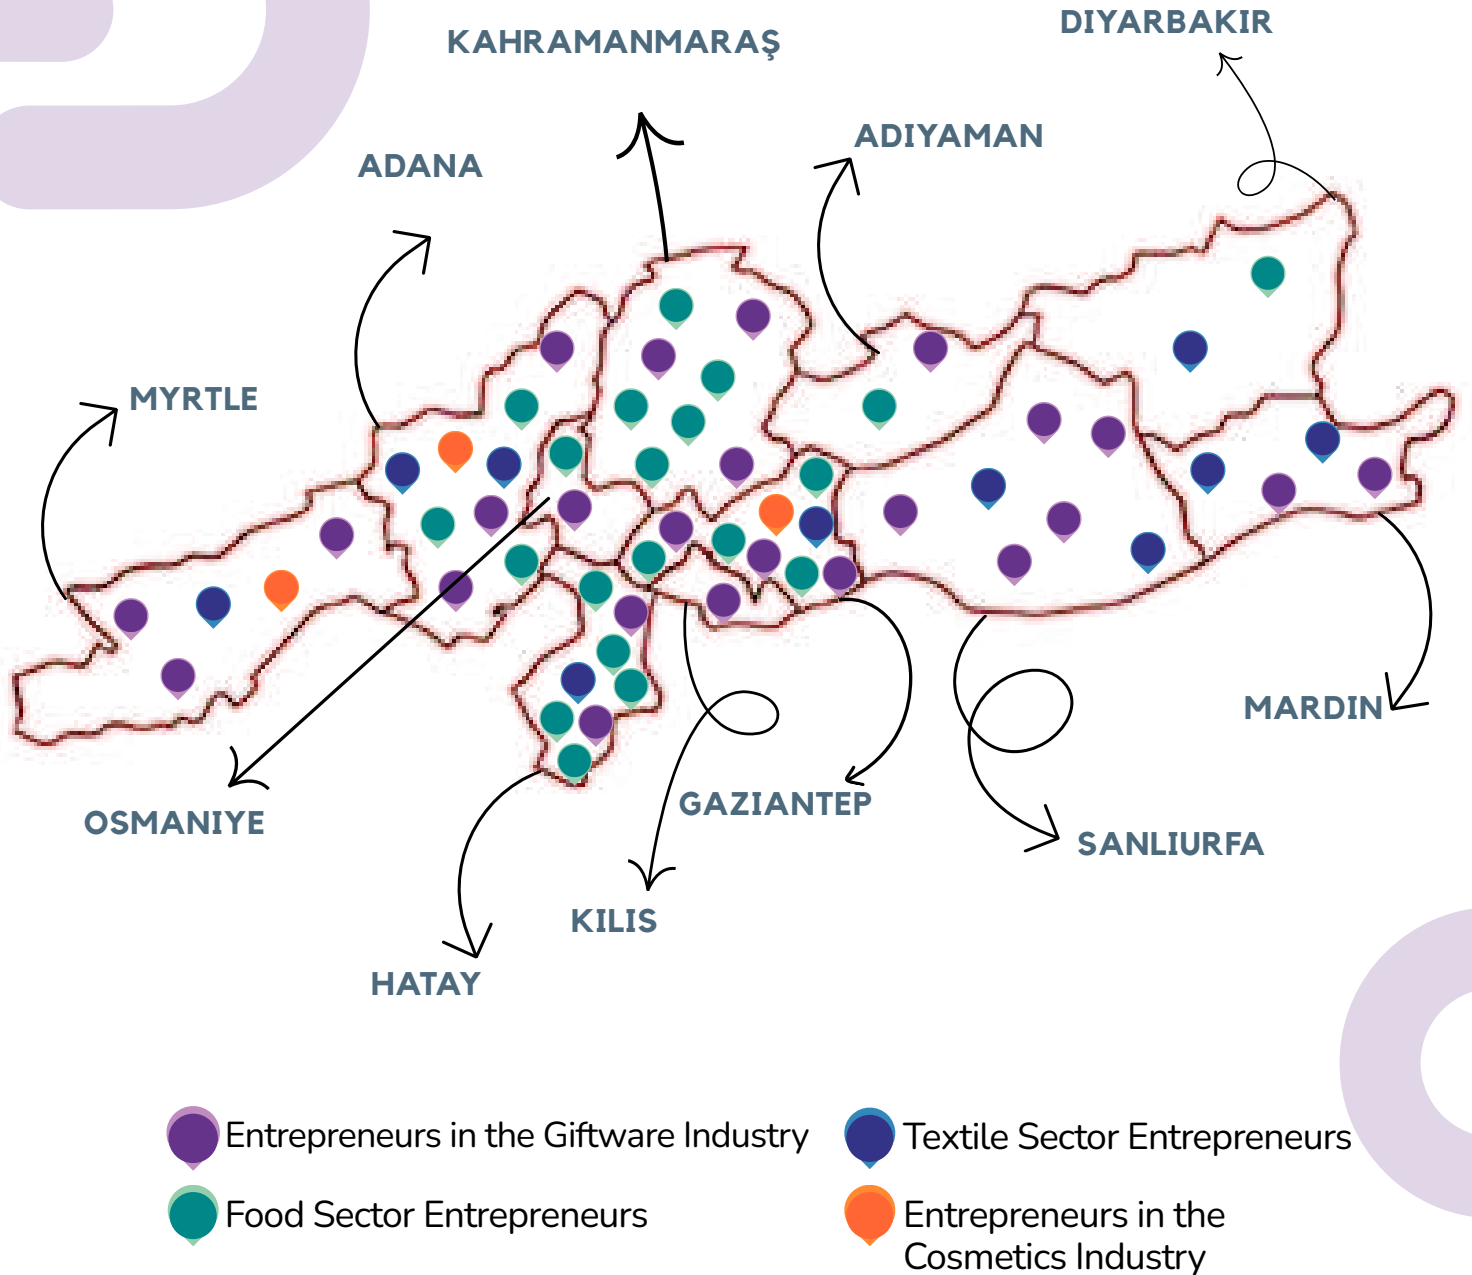 DIYARBAKIR
KAHRAMANMARAŞ
ADIYAMAN
ADANA
MYRTLE
MARDIN
GAZIANTEP
OSMANIYE
SANLIURFA
KILIS
HATAY
Entrepreneurs in the Giftware Industry
Textile Sector Entrepreneurs
Food Sector Entrepreneurs
Entrepreneurs in the
Cosmetics Industry